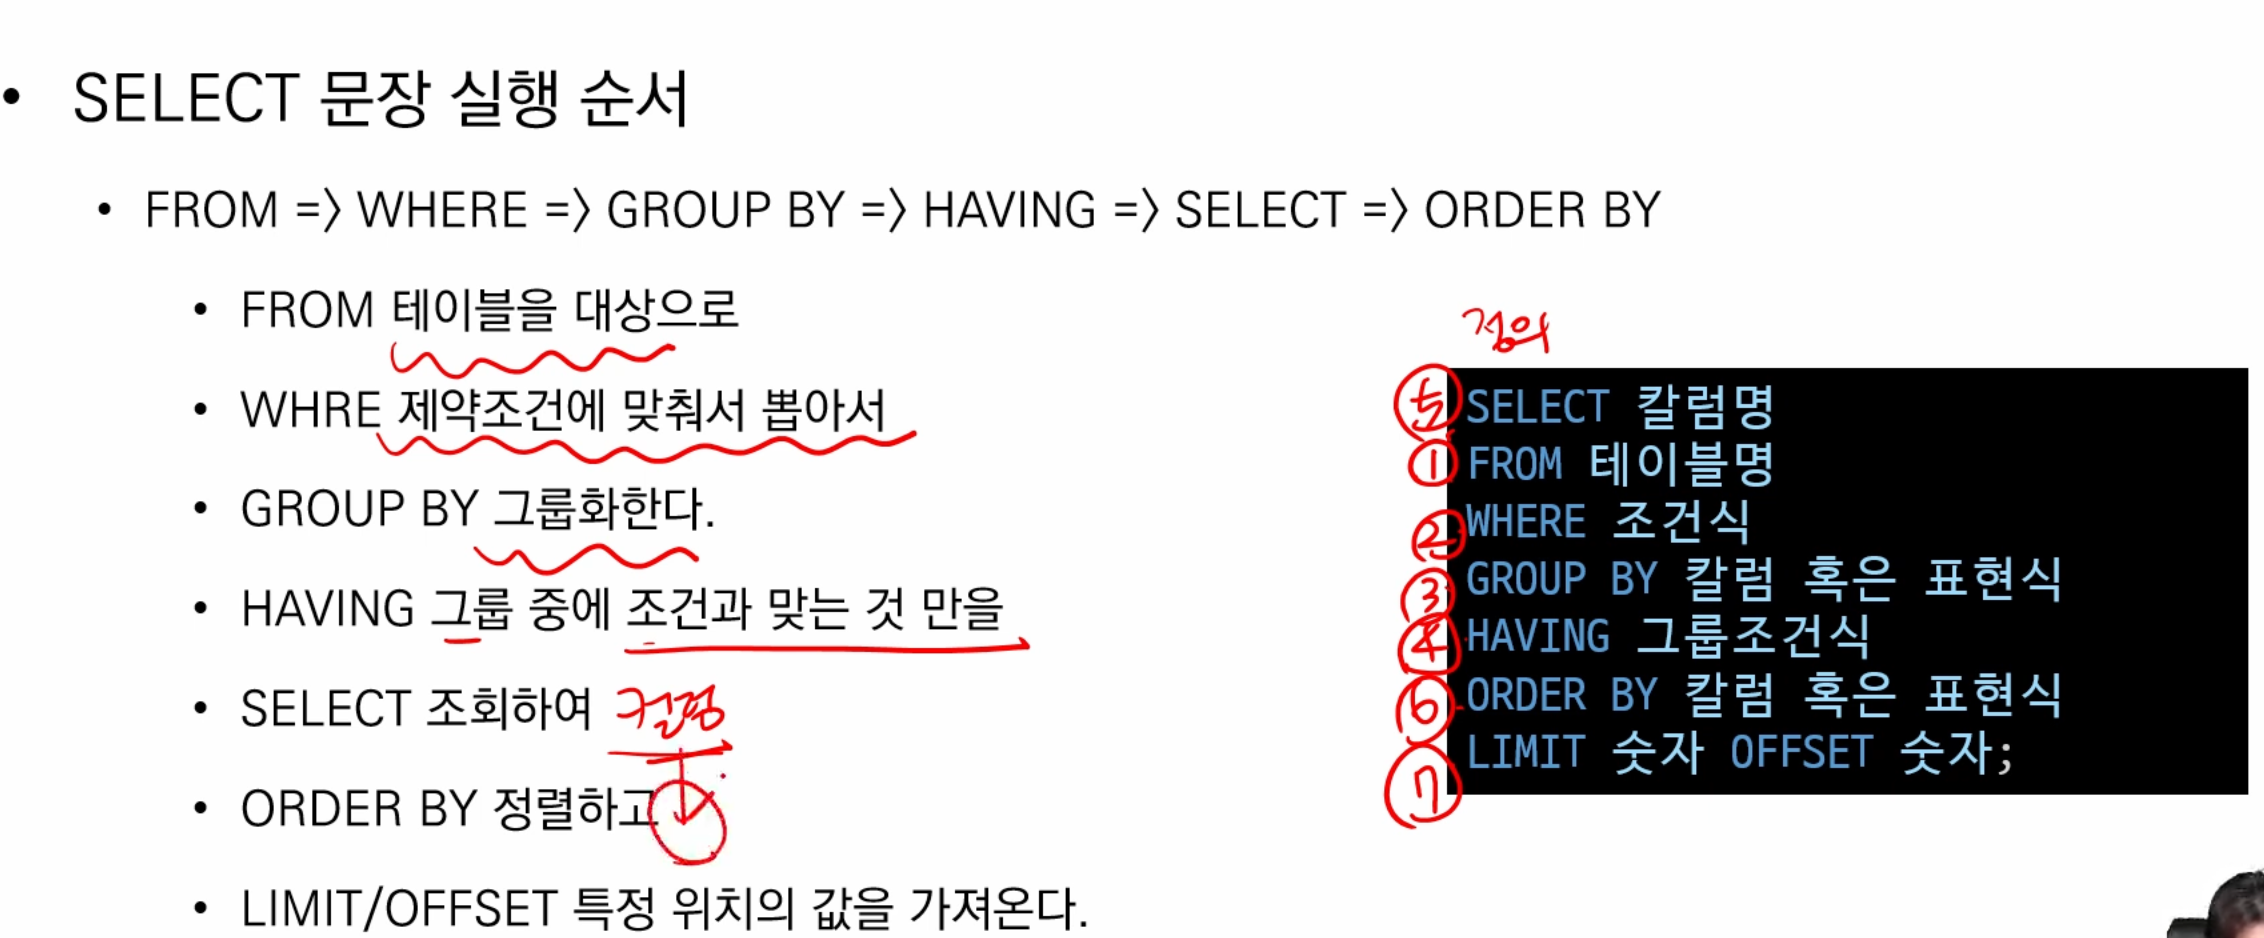 • SELECT 문장 실행 순서
• FROM => WHERE => GROUP BY => HAVING => SELECT => ORDER BY
• FROM 테이블을 대상으로
• WHRE 제약조건에 맞춰서 뽑아서
• GROUP BY 그룹화한다.
• HAVING 그룹 중에 조건과 맞는 것 만을
• SELECT 조회하여 컬럼
• ORDER BY 정렬하고
• LIMIT/OFFSET 특정 위치의 값을 가져온다.
정의
5 SELECT 칼럼명
1 FROM 테이블명
2 WHERE 조건식
3 GROUP BY 칼럼 혹은 표현식
4 HAVING 그룹조건식
6 ORDER BY 칼럼 혹은 표현식
7 LIMIT 숫자 OFFSET 숫자;